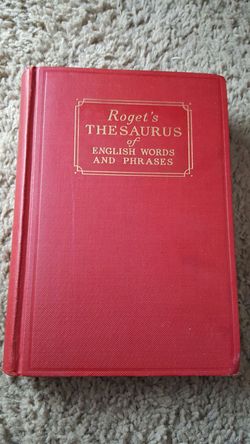 Roget's
THESAURUS
of
ENGLISH WORDS
AND PHRASES